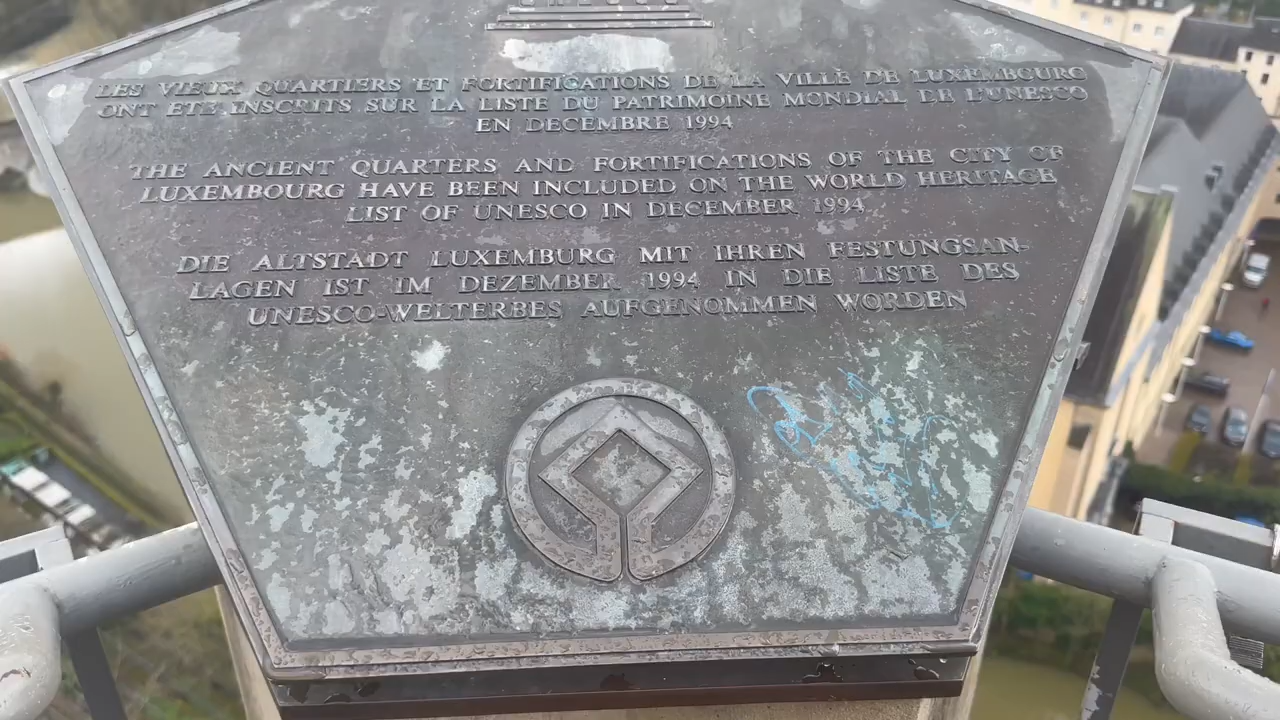 LES VIEUX QUARTIERS ET FORTIFICATIONS DE LA VILLE DE LUXEMBOURG
ONT ETE INSCRITS SUR LA LISTE DU PATRIMOINE MONDIAL DE L'UNESCO
EN DECEMBRE 1994
THE ANCIENT QUARTERS AND FORTIFICATIONS OF THE CITY OF
LUXEMBOURG HAVE BEEN INCLUDED ON THE WORLD HERITAGE
LIST OF UNESCO IN DECEMBER 1994
DIE ALTSTADT LUXEMBURG MIT IHREN FESTUNGSAN-
LAGEN IST IM DEZEMBER 1994 IN DIE LISTE DES
UNESCO-WELTERBES AUFGENOMMEN WORDEN